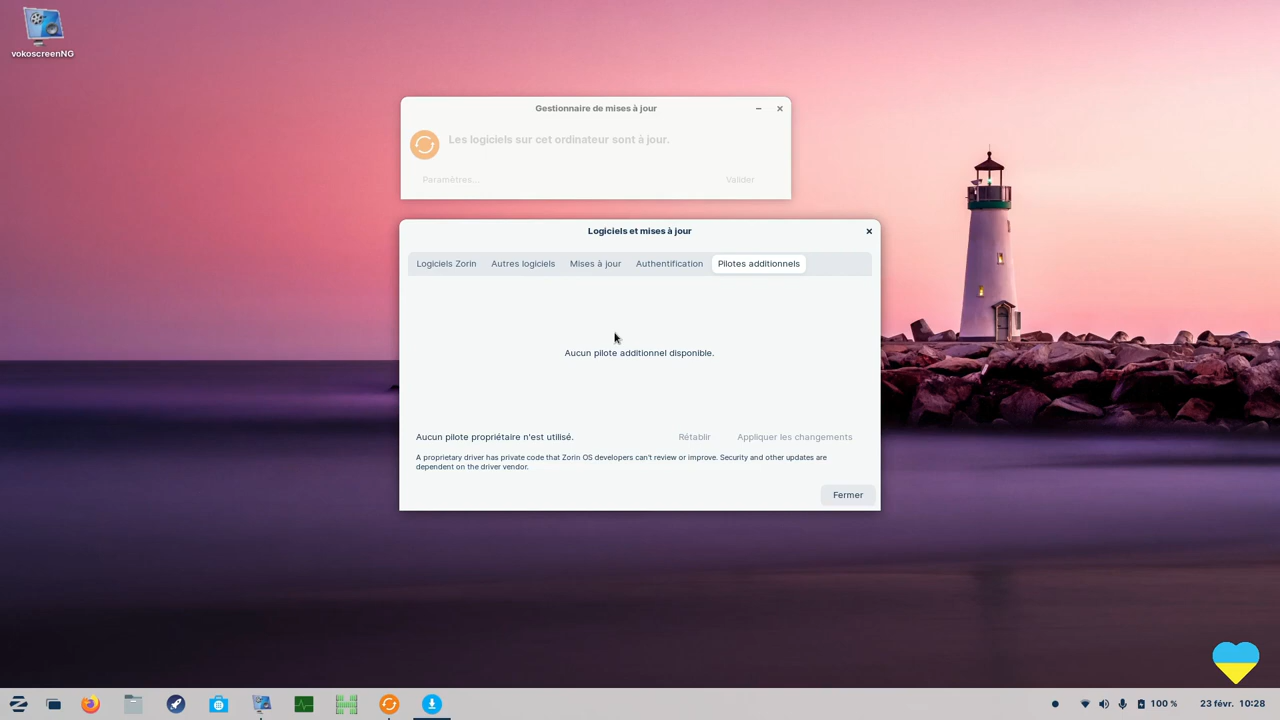 vokoscreenNG
Gestionnaire de mises à jour
Les logiciels sur cet ordinateur sont à jour.
Paramètres...
Valider
Logiciels et mises à jour
Logiciels Zorin
Autres logiciels
Mises à jour
Authentification
Pilotes additionnels
Aucun pilote additionnel disponible.
Aucun pilote propriétaire n'est utilisé.
Rétablir
Appliquer les changements
A proprietary driver has private code that Zorin OS developers can't review or improve. Security and other updates are
dependent on the driver vendor.
Fermer
100 %
23 févr.  10:28